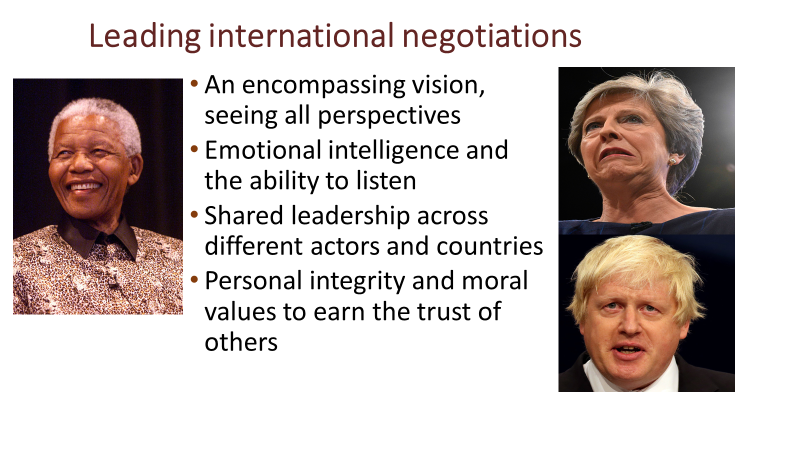 Leading international negotiations
• An encompassing vision,
seeing all perspectives
• Emotional intelligence and
the ability to listen
• Shared leadership across
different actors and countries
• Personal integrity and moral
values to earn the trust of
others